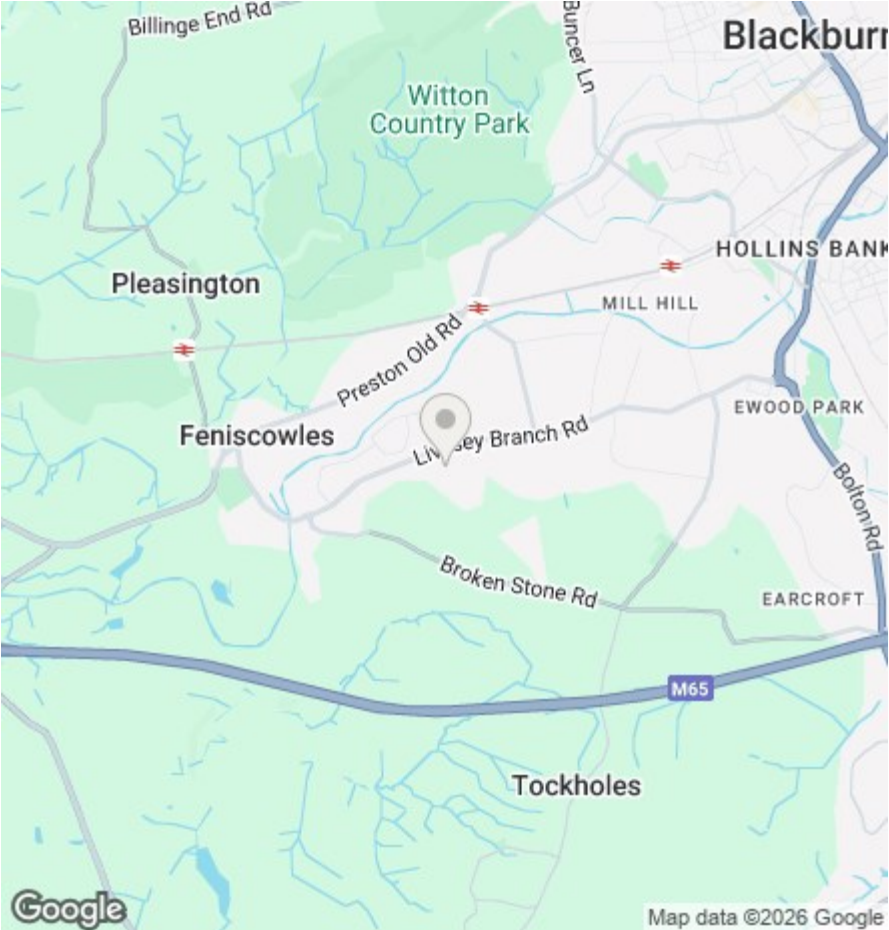 Billinge End Rd
Buncer Ln
Blackburn
Witton
Country Park
HOLLINS BANK
Pleasington
MILL HILL
Preston Old Rd
EWOOD PARK
Feniscowles
Branch Rd
Bolton Rd
Broken Stone Rd
EARCROFT
M65
Tockholes
Google
Map data ©2026 Google